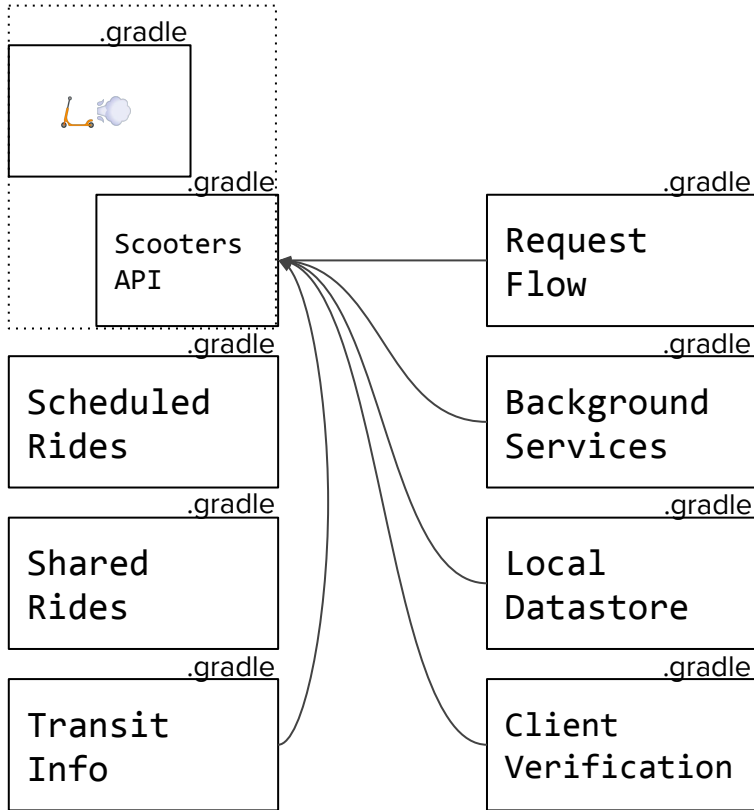 .gradle
.gradle
Scooters
API
.gradle
Request
Flow
.gradle
Scheduled
Rides
.gradle
Background
Services
.gradle
Shared
Rides
.gradle
Local
Datastore
.gradle
Transit
Info
.gradle
Client
Verification